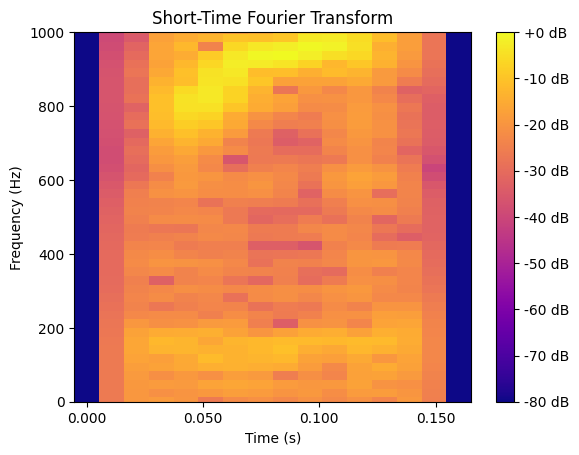 Short-Time Fourier Transform
Frequency (Hz)
1000
800
600
400
200
0
0.000
0.050
0.100
0.150
Time (s)
+0 dB
-10 dB
-20 dB
-30 dB
-40 dB
-50 dB
-60 dB
-70 dB
-80 dB